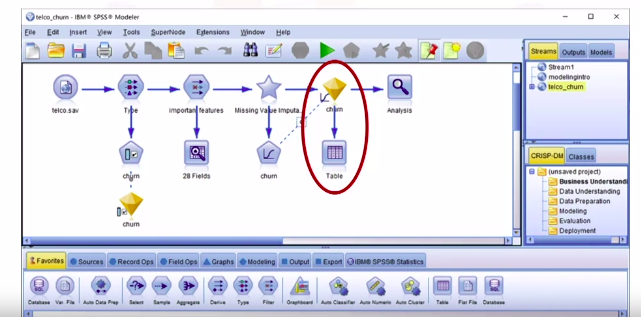 telco_churn - IBM® SPSS® Modeler
File Edit Insert View Tools SuperNode Extensions Window Help
Streams Outputs Models
Stream1
modelingintro
telco_churn
telco.sav Type important features Missing Value Imputa... churn Analysis
churn 28 Fields churn Table
churn
CRISP-DM Classes
(unsaved project)
Business Understandi
Data Understanding
Data Preparation
Modeling
Evaluation
Deployment
Favorites Sources Record Ops Field Ops Graphs Modeling Output Export IBM® SPSS® Statistics
Database Var. File Auto Data Prep Select Sample Aggregate Derive Type Filter Graphboard Auto Classifier Auto Numeric Auto Cluster Table Flat File Database